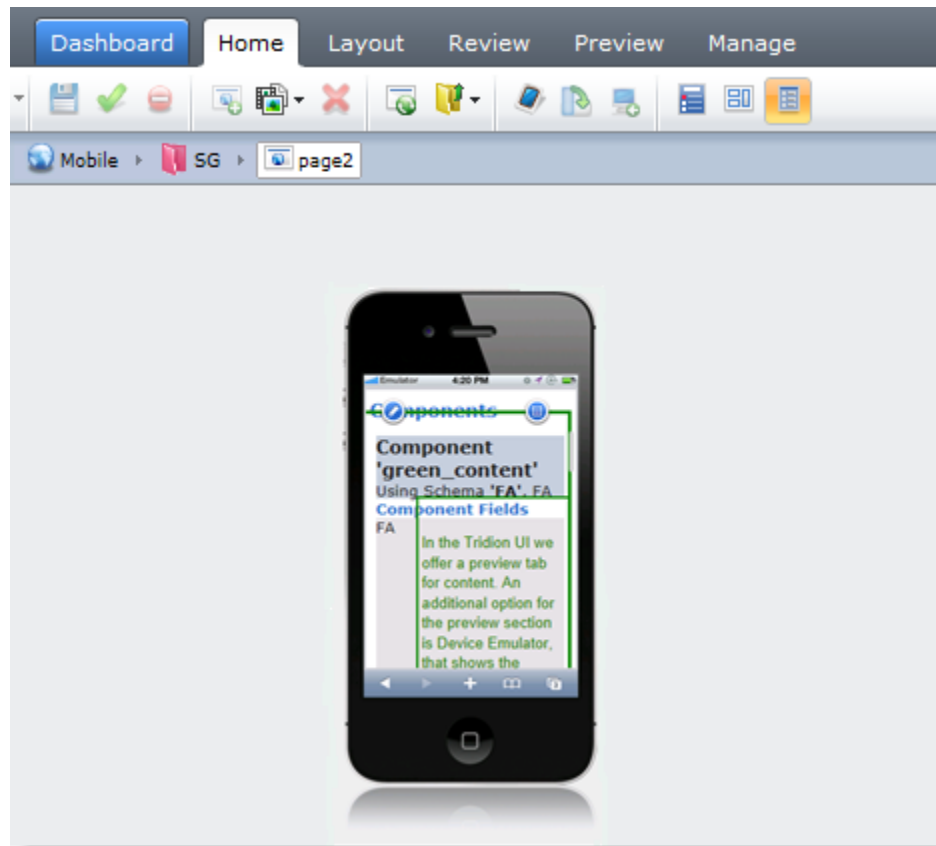 Dashboard Home Layout Review Preview Manage
Mobile SG page2
Emulator 4:20 PM
Components
Component
'green_content'
Using Schema 'FA'. FA
Component Fields
FA
In the Tridion UI we
offer a preview tab
for content. An
additional option for
the preview section
is Device Emulator,
that shows the